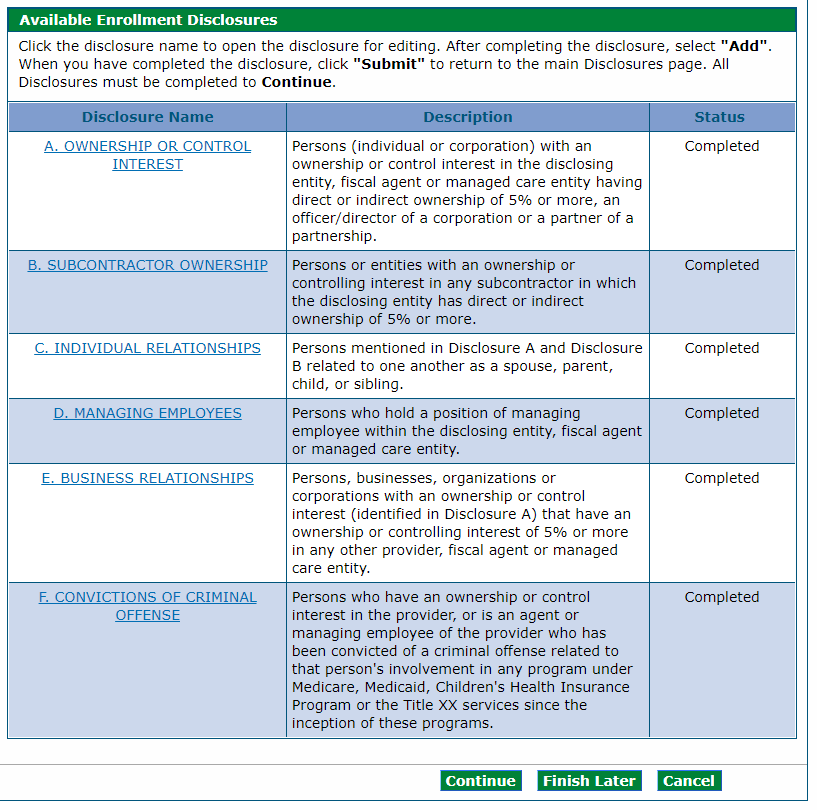 Available Enrollment Disclosures
Click the disclosure name to open the disclosure for editing. After completing the disclosure, select "Add".
When you have completed the disclosure, click "Submit" to return to the main Disclosures page. All
Disclosures must be completed to Continue.
Disclosure Name Description Status
A. OWNERSHIP OR CONTROL
INTEREST
Persons (individual or corporation) with an
ownership or control interest in the disclosing
entity, fiscal agent or managed care entity having
direct or indirect ownership of 5% or more, an
officer/director of a corporation or a partner of a
partnership.
Completed
B. SUBCONTRACTOR OWNERSHIP
Persons or entities with an ownership or
controlling interest in any subcontractor in which
the disclosing entity has direct or indirect
ownership of 5% or more.
Completed
C. INDIVIDUAL RELATIONSHIPS
Persons mentioned in Disclosure A and Disclosure
B related to one another as a spouse, parent,
child, or sibling.
Completed
D. MANAGING EMPLOYEES
Persons who hold a position of managing
employee within the disclosing entity, fiscal agent
or managed care entity.
Completed
E. BUSINESS RELATIONSHIPS
Persons, businesses, organizations or
corporations with an ownership or control
interest (identified in Disclosure A) that have an
ownership or controlling interest of 5% or more
in any other provider, fiscal agent or managed
care entity.
Completed
F. CONVICTIONS OF CRIMINAL
OFFENSE
Persons who have an ownership or control
interest in the provider, or is an agent or
managing employee of the provider who has
been convicted of a criminal offense related to
that person's involvement in any program under
Medicare, Medicaid, Children's Health Insurance
Program or the Title XX services since the
inception of these programs.
Completed
Continue Finish Later Cancel